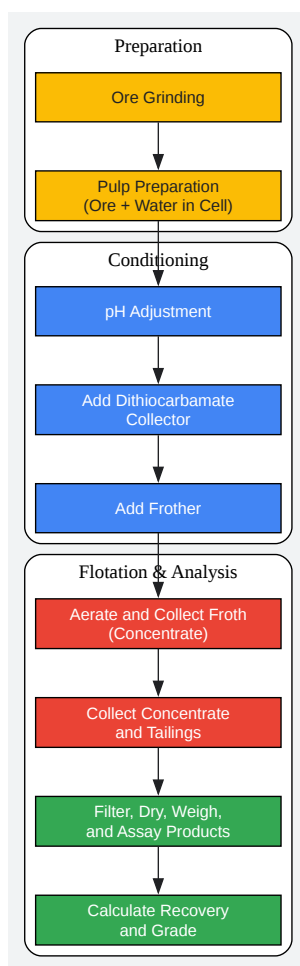 Preparation
Ore Grinding
Pulp Preparation
(Ore + Water in Cell)
Conditioning
pH Adjustment
Add Dithiocarbamate
Collector
Add Frother
Flotation & Analysis
Aerate and Collect Froth
(Concentrate)
Collect Concentrate
and Tailings
Filter, Dry, Weigh,
and Assay Products
Calculate Recovery
and Grade